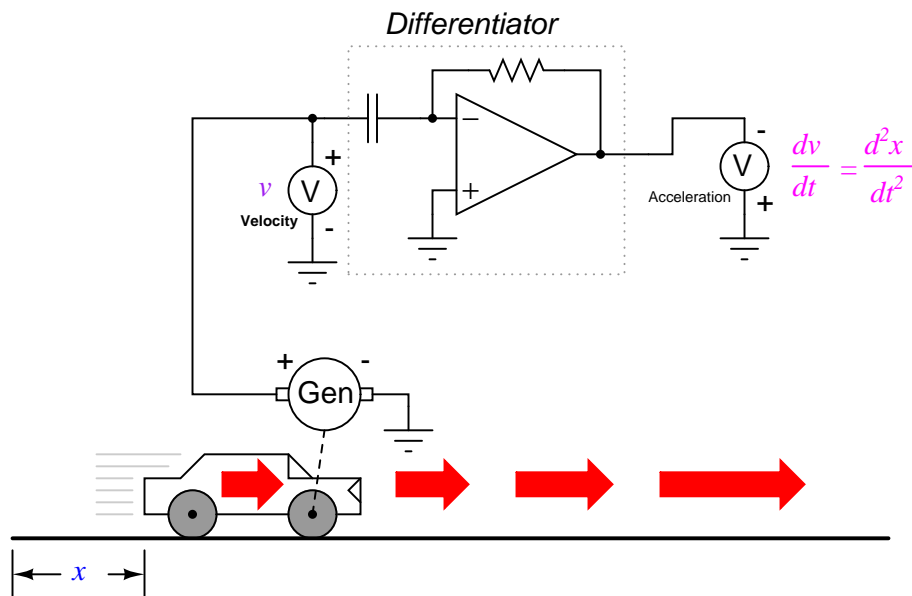 Differentiator
+
-
v
V
Velocity
-
+
V
Acceleration
-
+
dv/dt = d²x/dt²
+
-
Gen
x